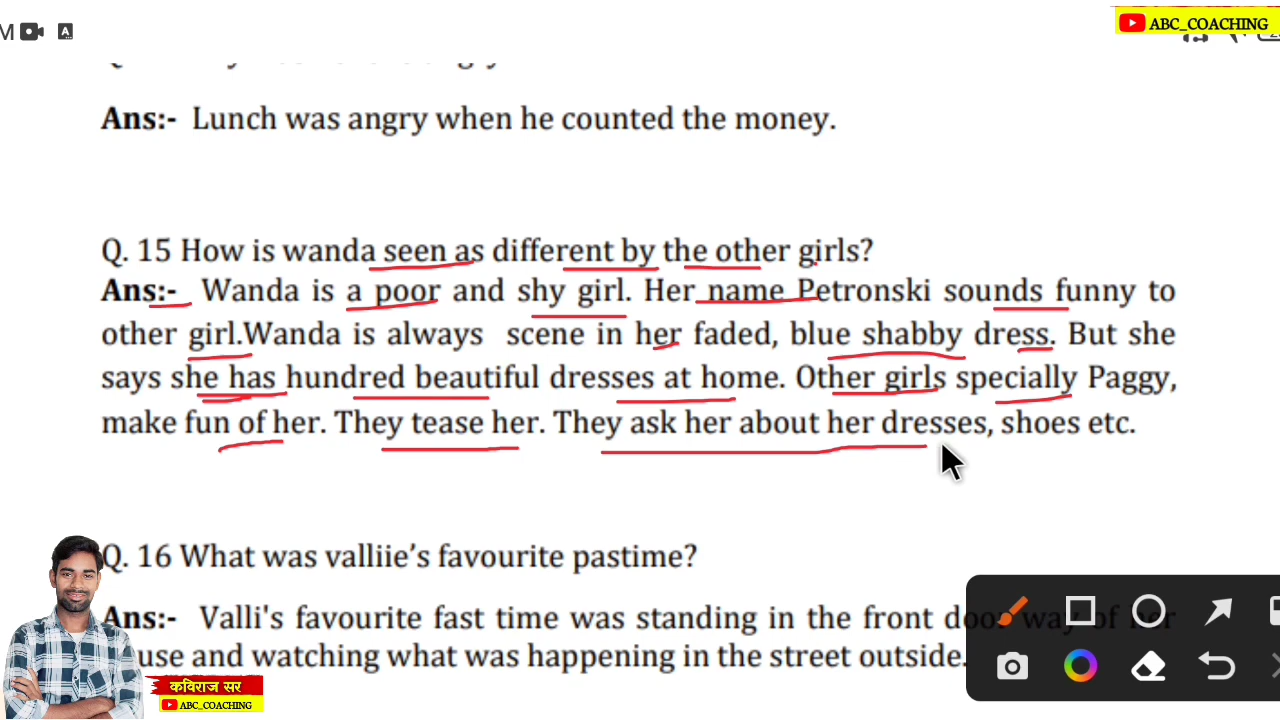 M
ABC_COACHING
Ans:- Lunch was angry when he counted the money.
Q. 15 How is wanda seen as different by the other girls?
Ans:- Wanda is a poor and shy girl. Her name Petronski sounds funny to
other girl.Wanda is always scene in her faded, blue shabby dress. But she
says she has hundred beautiful dresses at home. Other girls specially Paggy,
make fun of her. They tease her. They ask her about her dresses, shoes etc.
Q. 16 What was valliie's favourite pastime?
Ans:- Valli's favourite fast time was standing in the front door way of her
use and watching what was happening in the street outside.
कविराज सर
ABC_COACHING